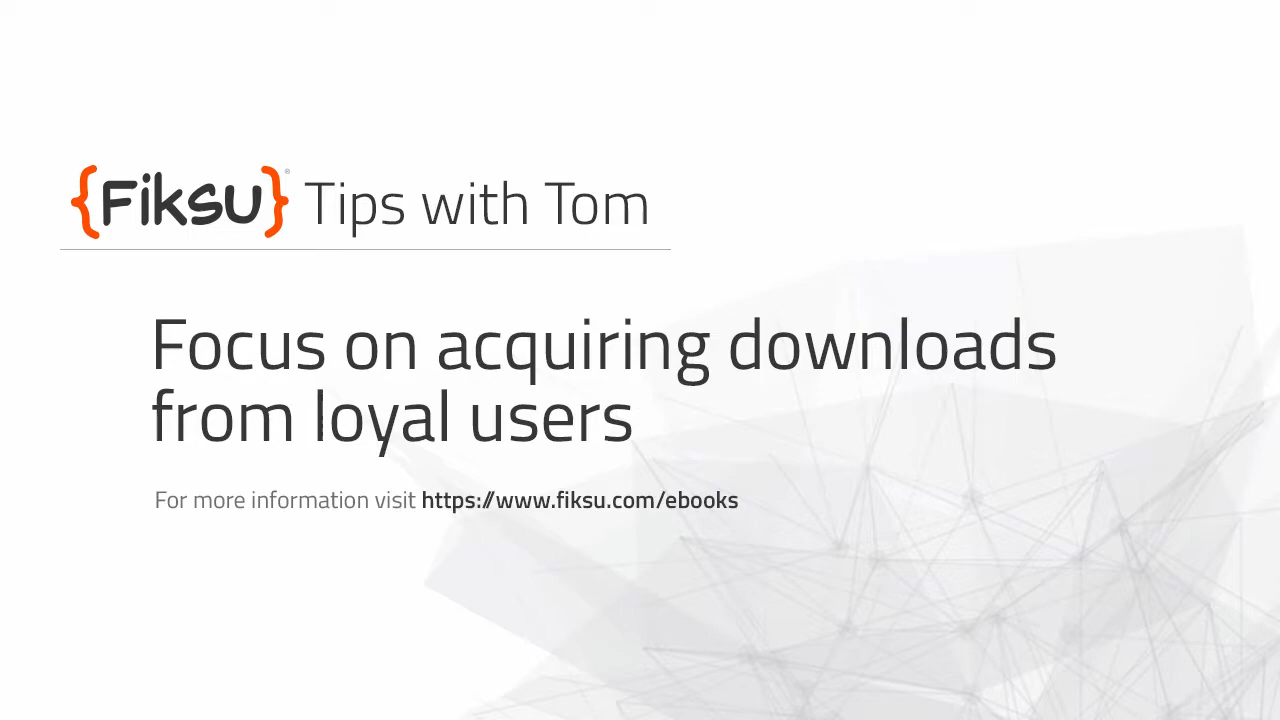 {Fiksu}® Tips with Tom
Focus on acquiring downloads
from loyal users
For more information visit https://www.fiksu.com/ebooks